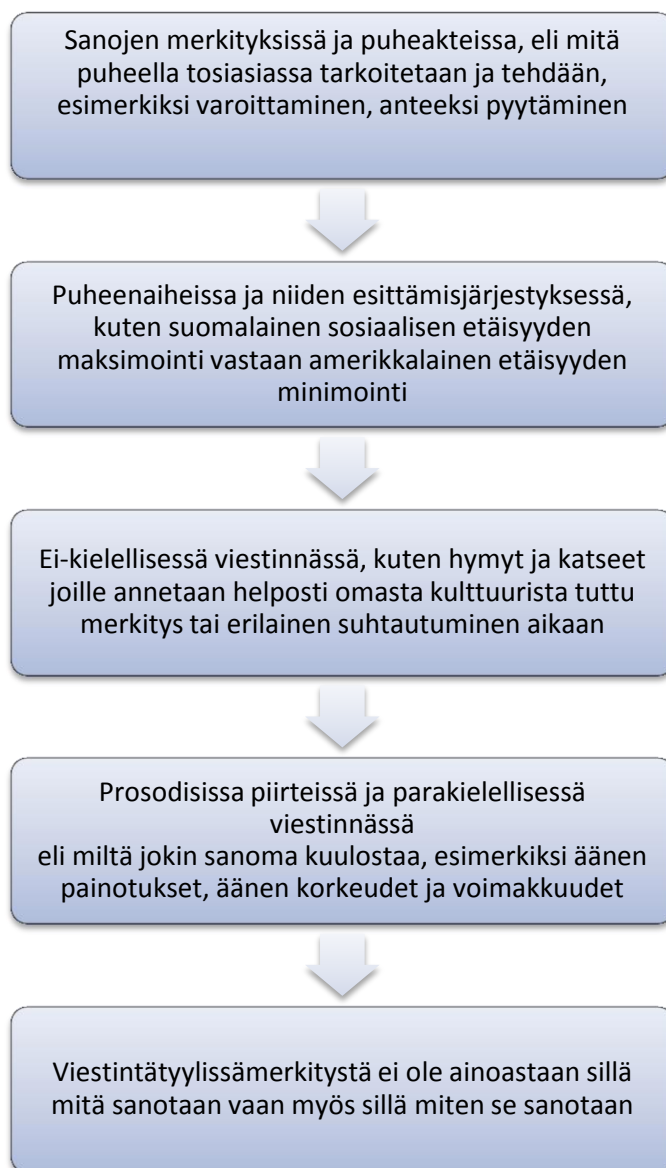 Sanojen merkityksissä ja puheakteissa, eli mitä
puheella tosiasiassa tarkoitetaan ja tehdään,
esimerkiksi varoittaminen, anteeksi pyytäminen
Puheenaiheissa ja niiden esittämisjärjestyksessä,
kuten suomalainen sosiaalisen etäisyyden
maksimointi vastaan amerikkalainen etäisyyden
minimointi
Ei-kielellisessä viestinnässä, kuten hymyt ja katseet
joille annetaan helposti omasta kulttuurista tuttu
merkitys tai erilainen suhtautuminen aikaan
Prosodisissa piirteissä ja parakielellisessä
viestinnässä
eli miltä jokin sanoma kuulostaa, esimerkiksi äänen
painotukset, äänen korkeudet ja voimakkuudet
Viestintätyylissämerkitystä ei ole ainoastaan sillä
mitä sanotaan vaan myös sillä miten se sanotaan